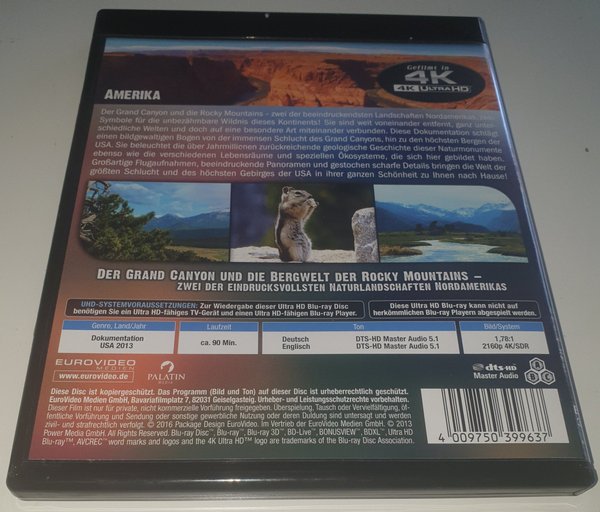 Gefilmt in
4K
4K ULTRA HD
AMERIKA
Der Grand Canyon und die Rocky Mountains - zwei der beeindruckendsten Landschaften Nordamerikas, zwei
Symbole für die unbezähmbare Wildnis dieses Kontinents! Sie sind weit voneinander entfernt, ganz unter-
schiedliche Welten und doch auf eine besondere Art miteinander verbunden. Diese Dokumentation schlägt
einen bildgewaltigen Bogen von der immensen Schlucht des Grand Canyons, hin zu den höchsten Bergen der
USA. Sie beleuchtet die über Jahrmillionen zurückreichende geologische Geschichte dieser Naturmonumente
ebenso wie die verschiedenen Lebensräume und speziellen Ökosysteme, die sich hier gebildet haben.
Großartige Flugaufnahmen, beeindruckende Panoramen und gestochen scharfe Details bringen die Welt der
größten Schlucht und des höchsten Gebirges der USA in ihrer ganzen Schönheit zu Ihnen nach Hause!
DER GRAND CANYON UND DIE BERGWELT DER ROCKY MOUNTAINS –
ZWEI DER EINDRUCKSVOLLSTEN NATURLANDSCHAFTEN NORDAMERIKAS
UHD-SYSTEMVORAUSSETZUNGEN: Zur Wiedergabe dieser Ultra HD Blu-ray Disc
benötigen Sie ein Ultra HD-fähiges TV-Gerät und einen Ultra HD-fähigen Blu-ray Player.
Diese Ultra HD Blu-ray kann nicht auf
herkömmlichen Blu-ray Playern abgespielt werden.
Genre, Land/Jahr
Laufzeit
Ton
Bild/System
Dokumentation
USA 2013
ca. 90 Min.
Deutsch DTS-HD Master Audio 5.1
Englisch DTS-HD Master Audio 5.1
1,78:1
2160p 4K/SDR
EUROVIDEO
MEDIEN
www.eurovideo.de
PALATIN
MEDIA
dts-HD
Master Audio
A
B
C
Diese Disc ist kopiergeschützt. Das Programm (Bild und Ton) auf dieser Disc ist urheberrechtlich geschützt.
EuroVideo Medien GmbH, Bavariafilmplatz 7, 82031 Geiselgasteig. Urheber- und Leistungsschutzrechte vorbehalten.
Dieser Film ist nur für private, nicht kommerzielle Vorführung freigegeben. Überspielung, Tausch oder Vervielfältigung, öf-
fentliche Vorführung und Sendung oder sonstige gewerbliche Nutzung oder deren Duldung sind untersagt und werden
zivil- und strafrechtlich verfolgt. © 2016 Package Design EuroVideo. Im Vertrieb der EuroVideo Medien GmbH. © 2013
Power Media GmbH. All Rights Reserved. Blu-ray Disc™, Blu-ray™, Blu-ray 3D™, BD-Live™, BONUSVIEW™, BDXL™, Ultra HD
Blu-ray™, AVCREC™ word marks and logos and the 4K Ultra HD™ logo are trademarks of the Blu-ray Disc Association.
4 009750 399637